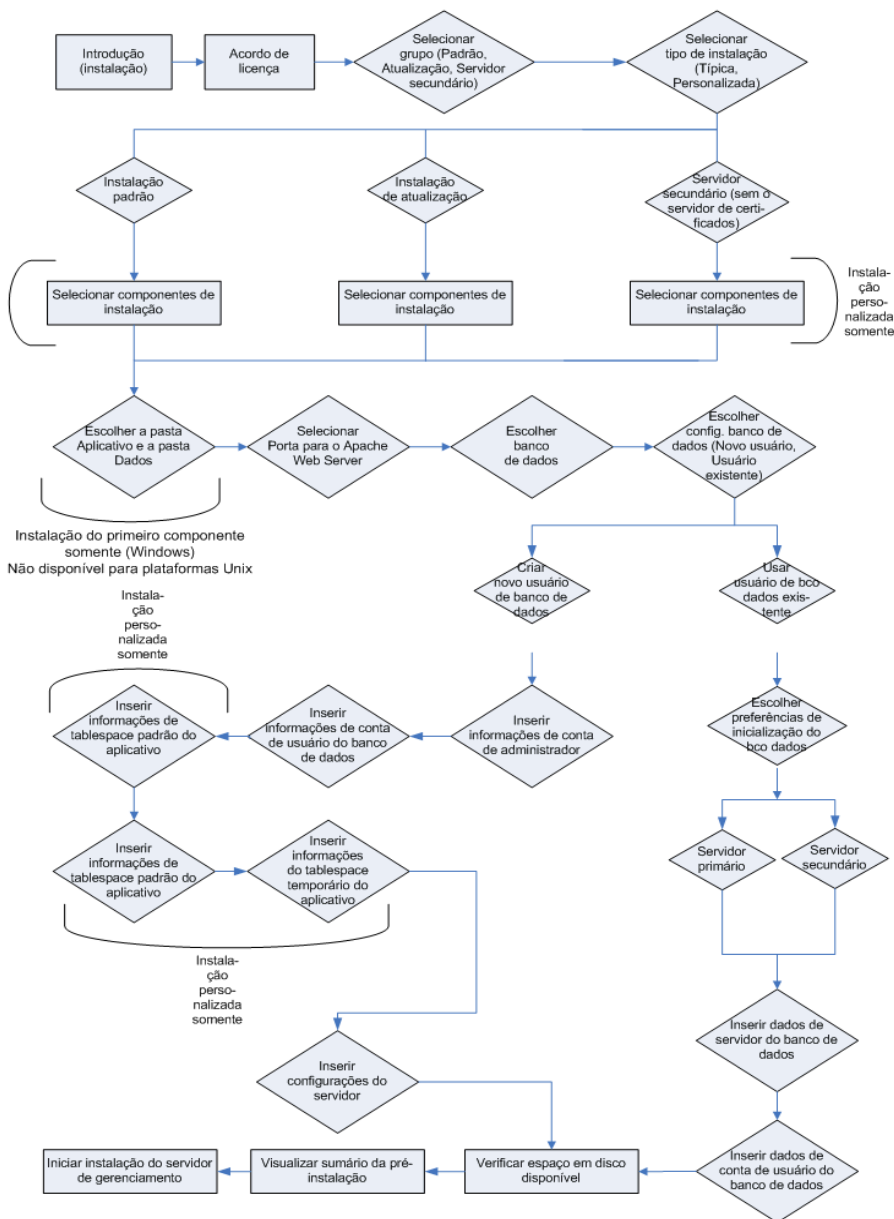 Introdução
(instalação)
Acordo de
licença
Selecionar
grupo (Padrão,
Atualização, Servidor
secundário)
Selecionar
tipo de instalação
(Típica,
Personalizada)
Instalação
padrão
Instalação
de atualização
Servidor
secundário (sem o
servidor de certi-
ficados)
Selecionar componentes de
instalação
Selecionar componentes de
instalação
Selecionar componentes de
instalação
Instala-
ção
perso-
nalizada
somente
Escolher a pasta
Aplicativo e a pasta
Dados
Selecionar
Porta para o Apache
Web Server
Escolher
banco
de dados
Escolher
config. banco de
dados (Novo usuário,
Usuário
existente)
Instalação do primeiro componente
somente (Windows)
Não disponível para plataformas Unix
Criar
novo usuário
de banco de
dados
Usar
usuário de bco
dados exis-
tente
Instala-
ção
perso-
nalizada
somente
Inserir
informações de
tablespace padrão do
aplicativo
Inserir
informações de conta
de usuário do banco
de dados
Inserir
informações de conta
de administrador
Escolher
preferências de
inicialização do
bco dados
Inserir
informações de
tablespace padrão do
aplicativo
Inserir
informações
do tablespace
temporário do
aplicativo
Servidor
primário
Servidor
secundário
Instala-
ção
perso-
nalizada
somente
Inserir dados de
servidor do banco de
dados
Inserir
configurações do
servidor
Iniciar instalação do servidor
de gerenciamento
Visualizar sumário da pré-
instalação
Verificar espaço em disco
disponível
Inserir dados de
conta de usuário do
banco de dados